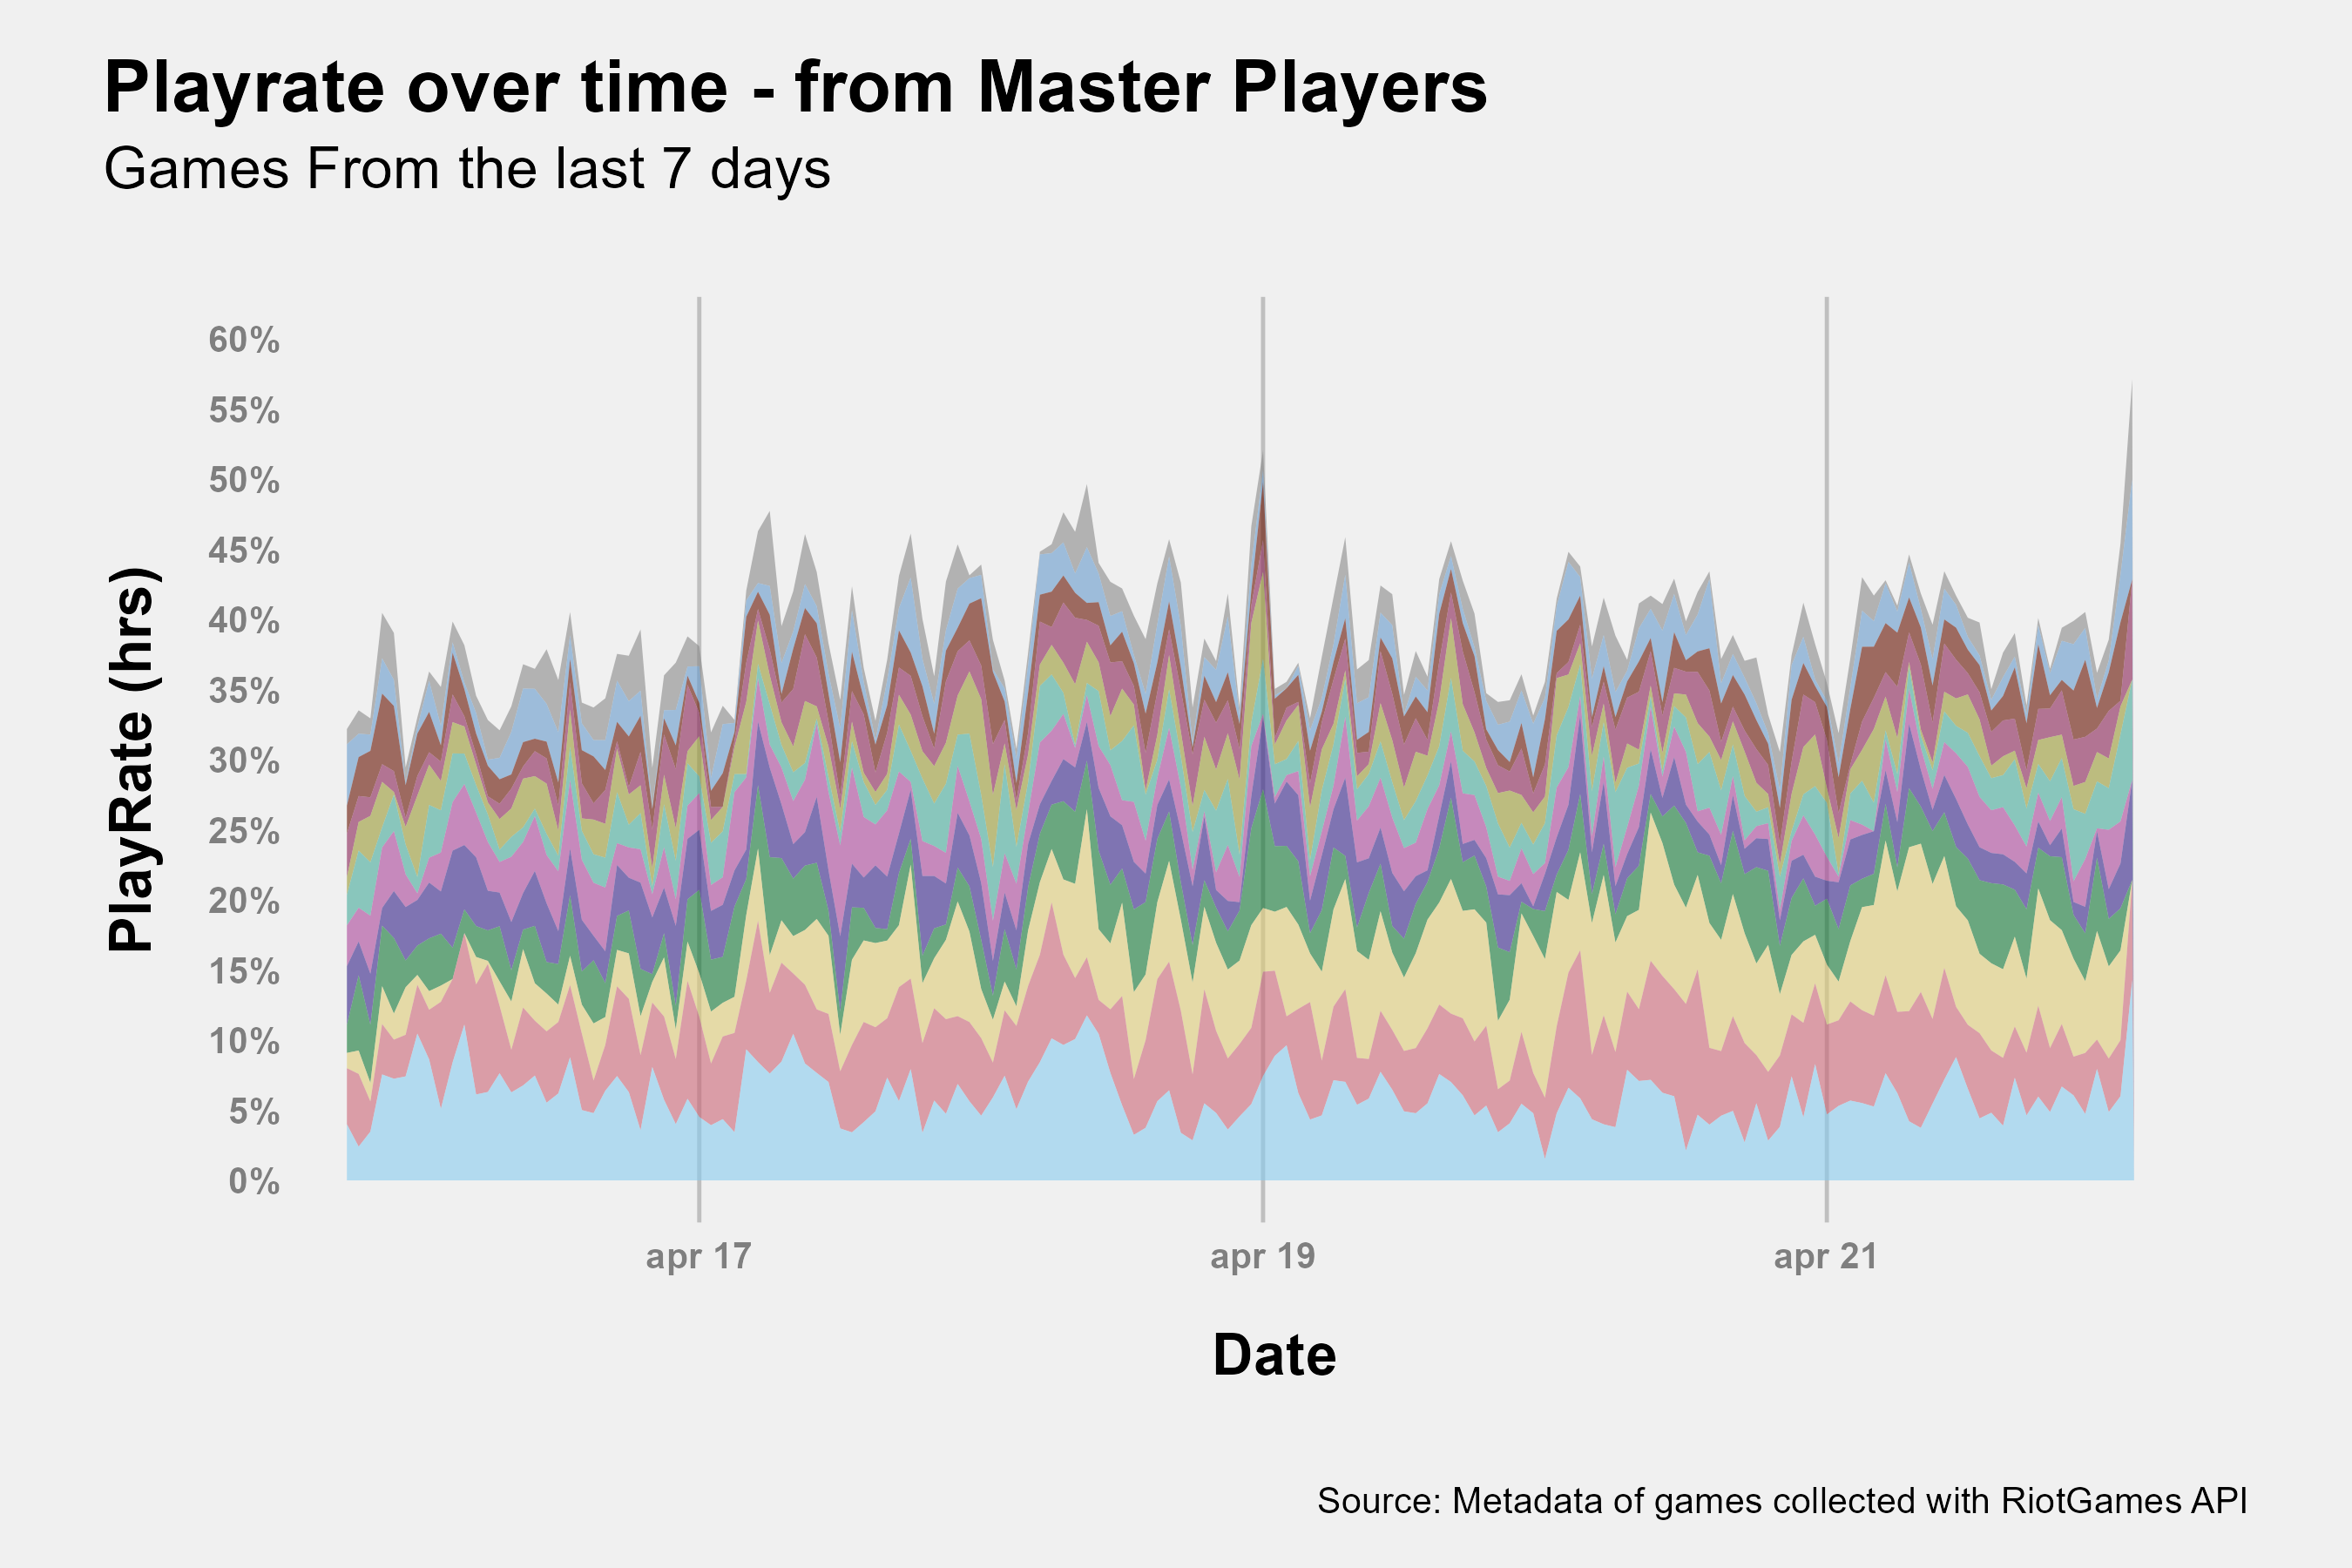 Playrate over time - from Master Players
Games From the last 7 days
60%
55%
50%
45%
40%
35%
30%
25%
20%
15%
10%
5%
0%
PlayRate (hrs)
apr 17
apr 19
apr 21
Date
Source: Metadata of games collected with RiotGames API